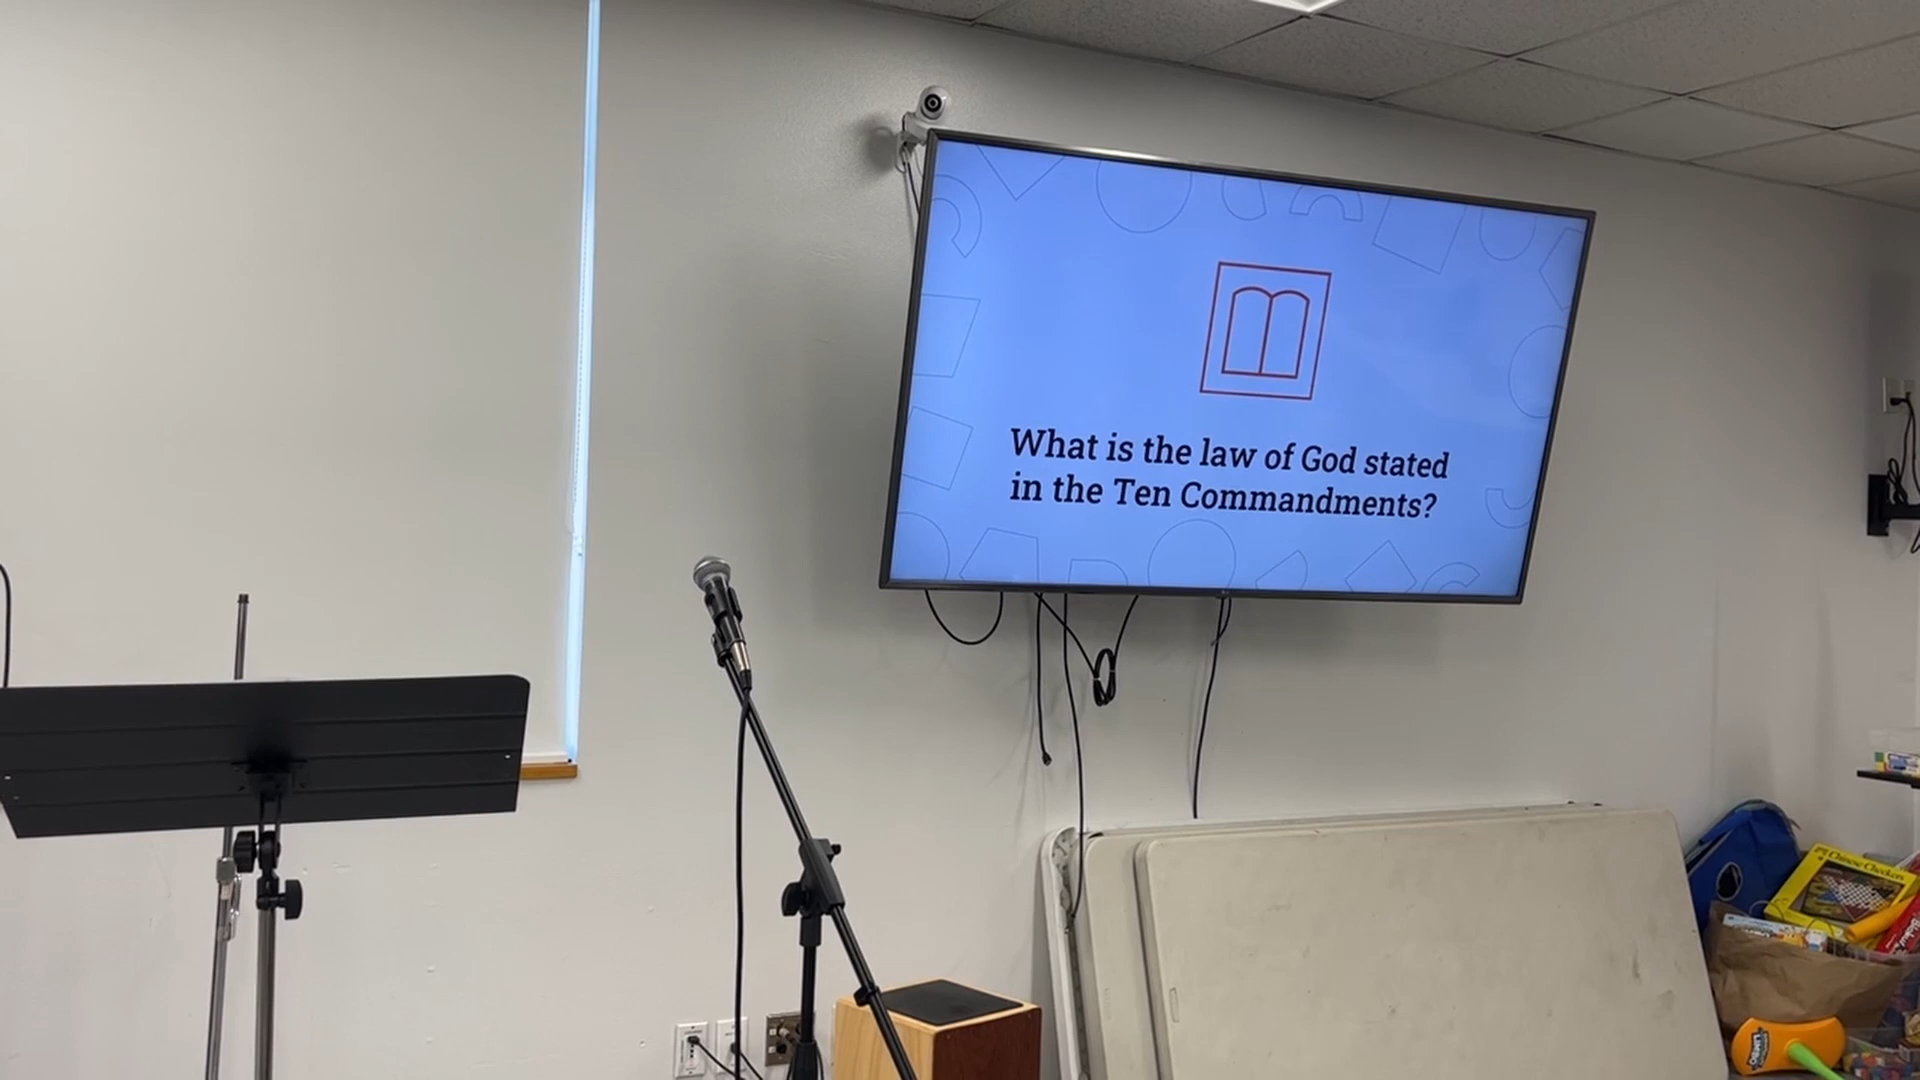 What is the law of God stated
in the Ten Commandments?
Chinese Checkers